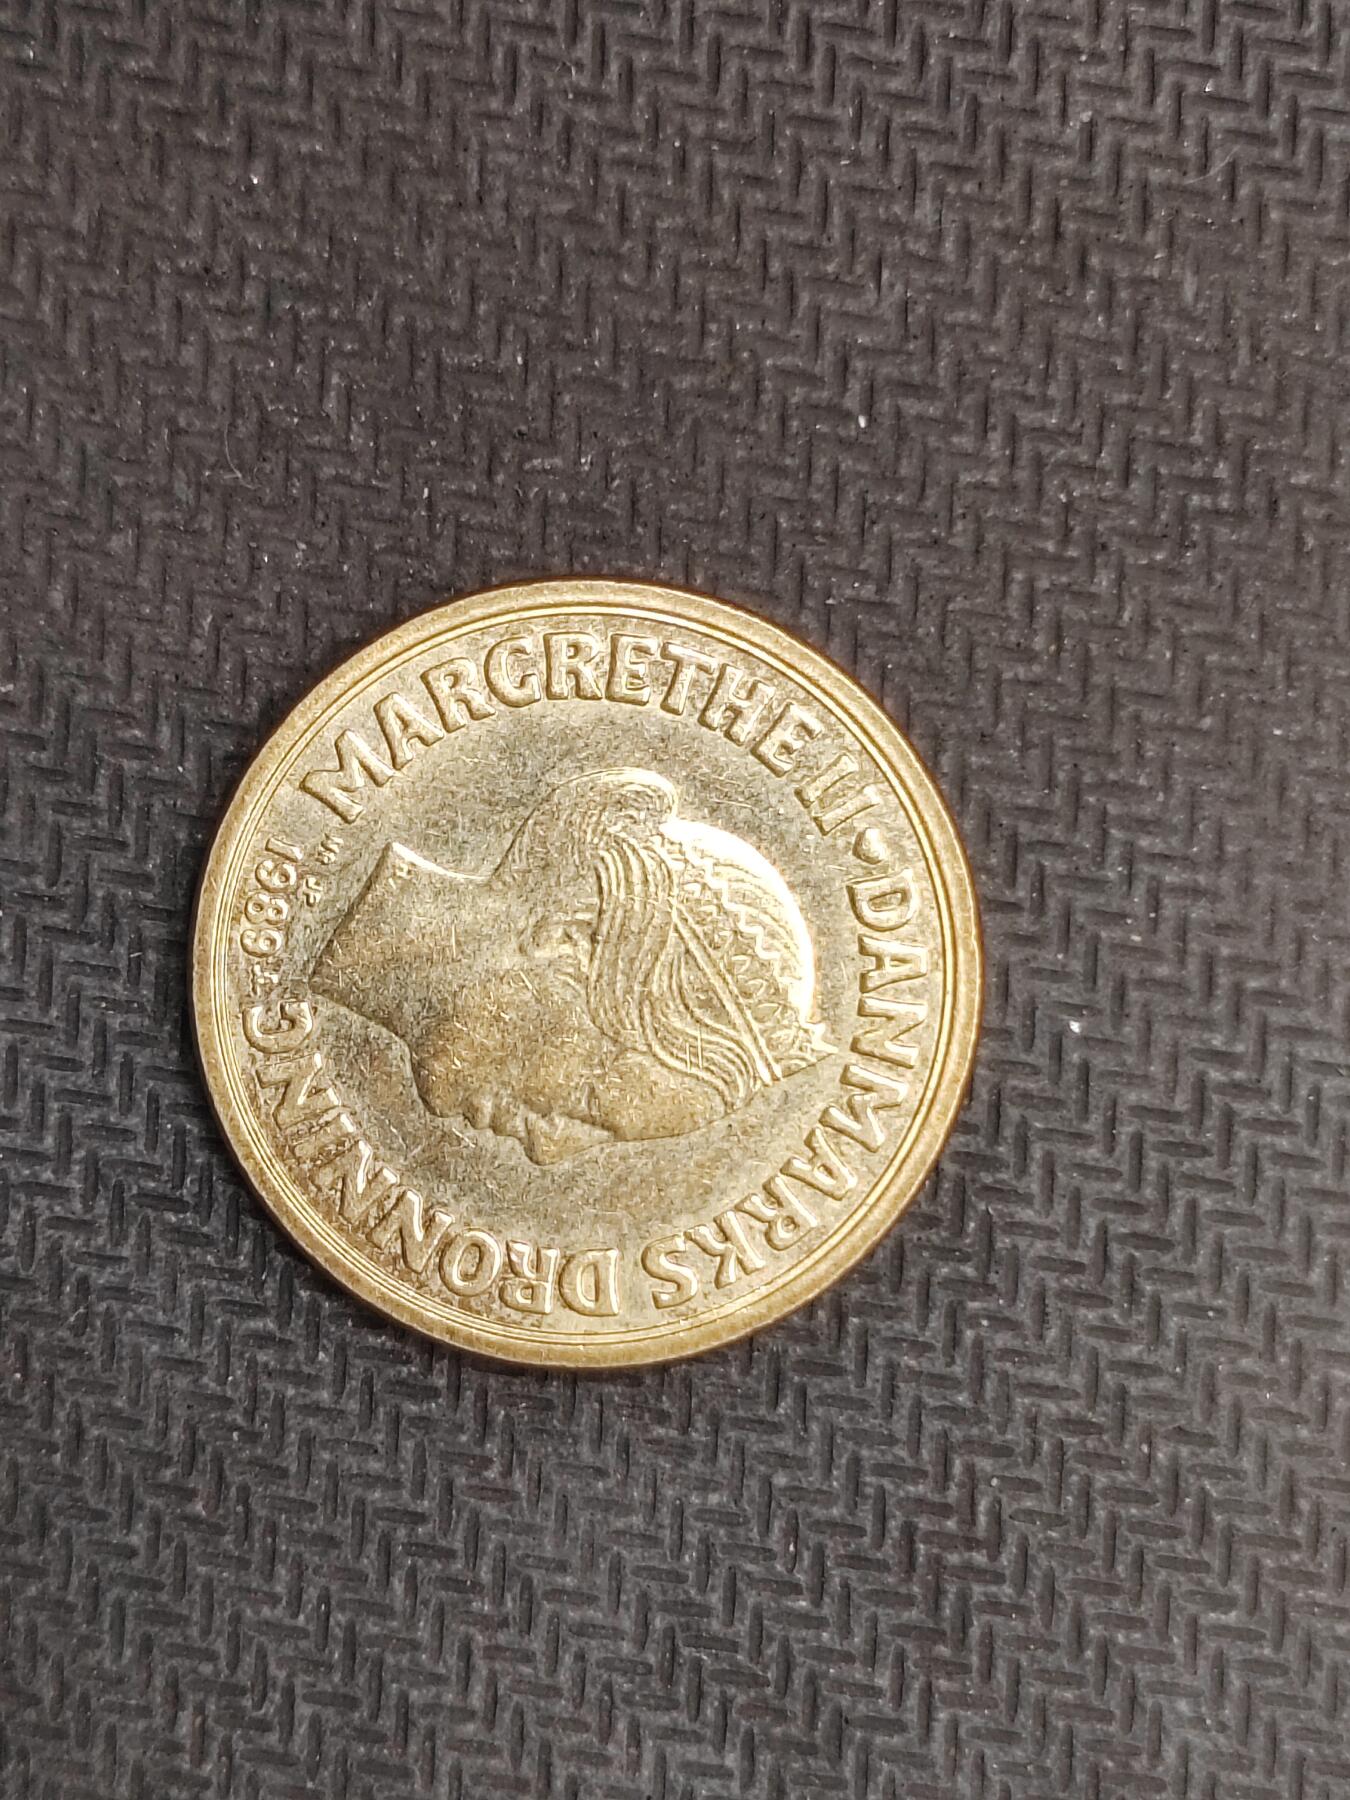 MARGRETHE II ♥ DANMARKS DRONNING
1989